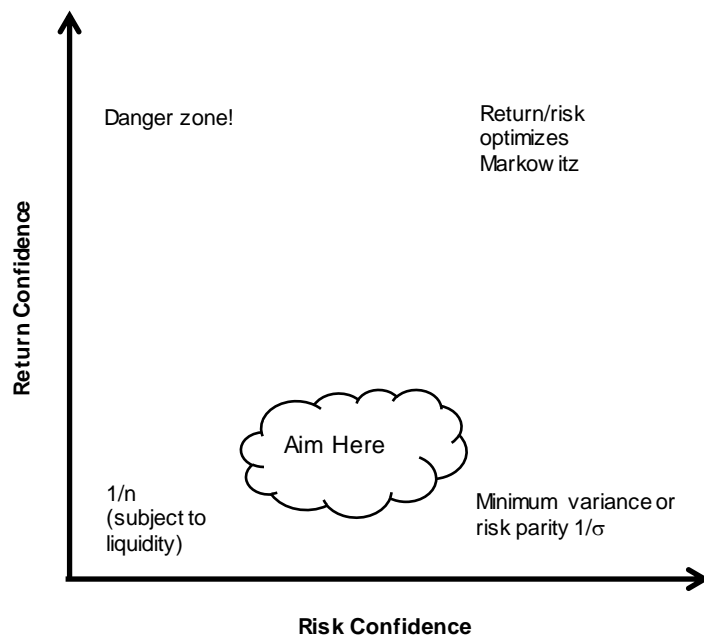 Danger zone!
Return/risk
optimizes
Markowitz
Return Confidence
Aim Here
1/n
(subject to
liquidity)
Minimum variance or
risk parity 1/σ
Risk Confidence